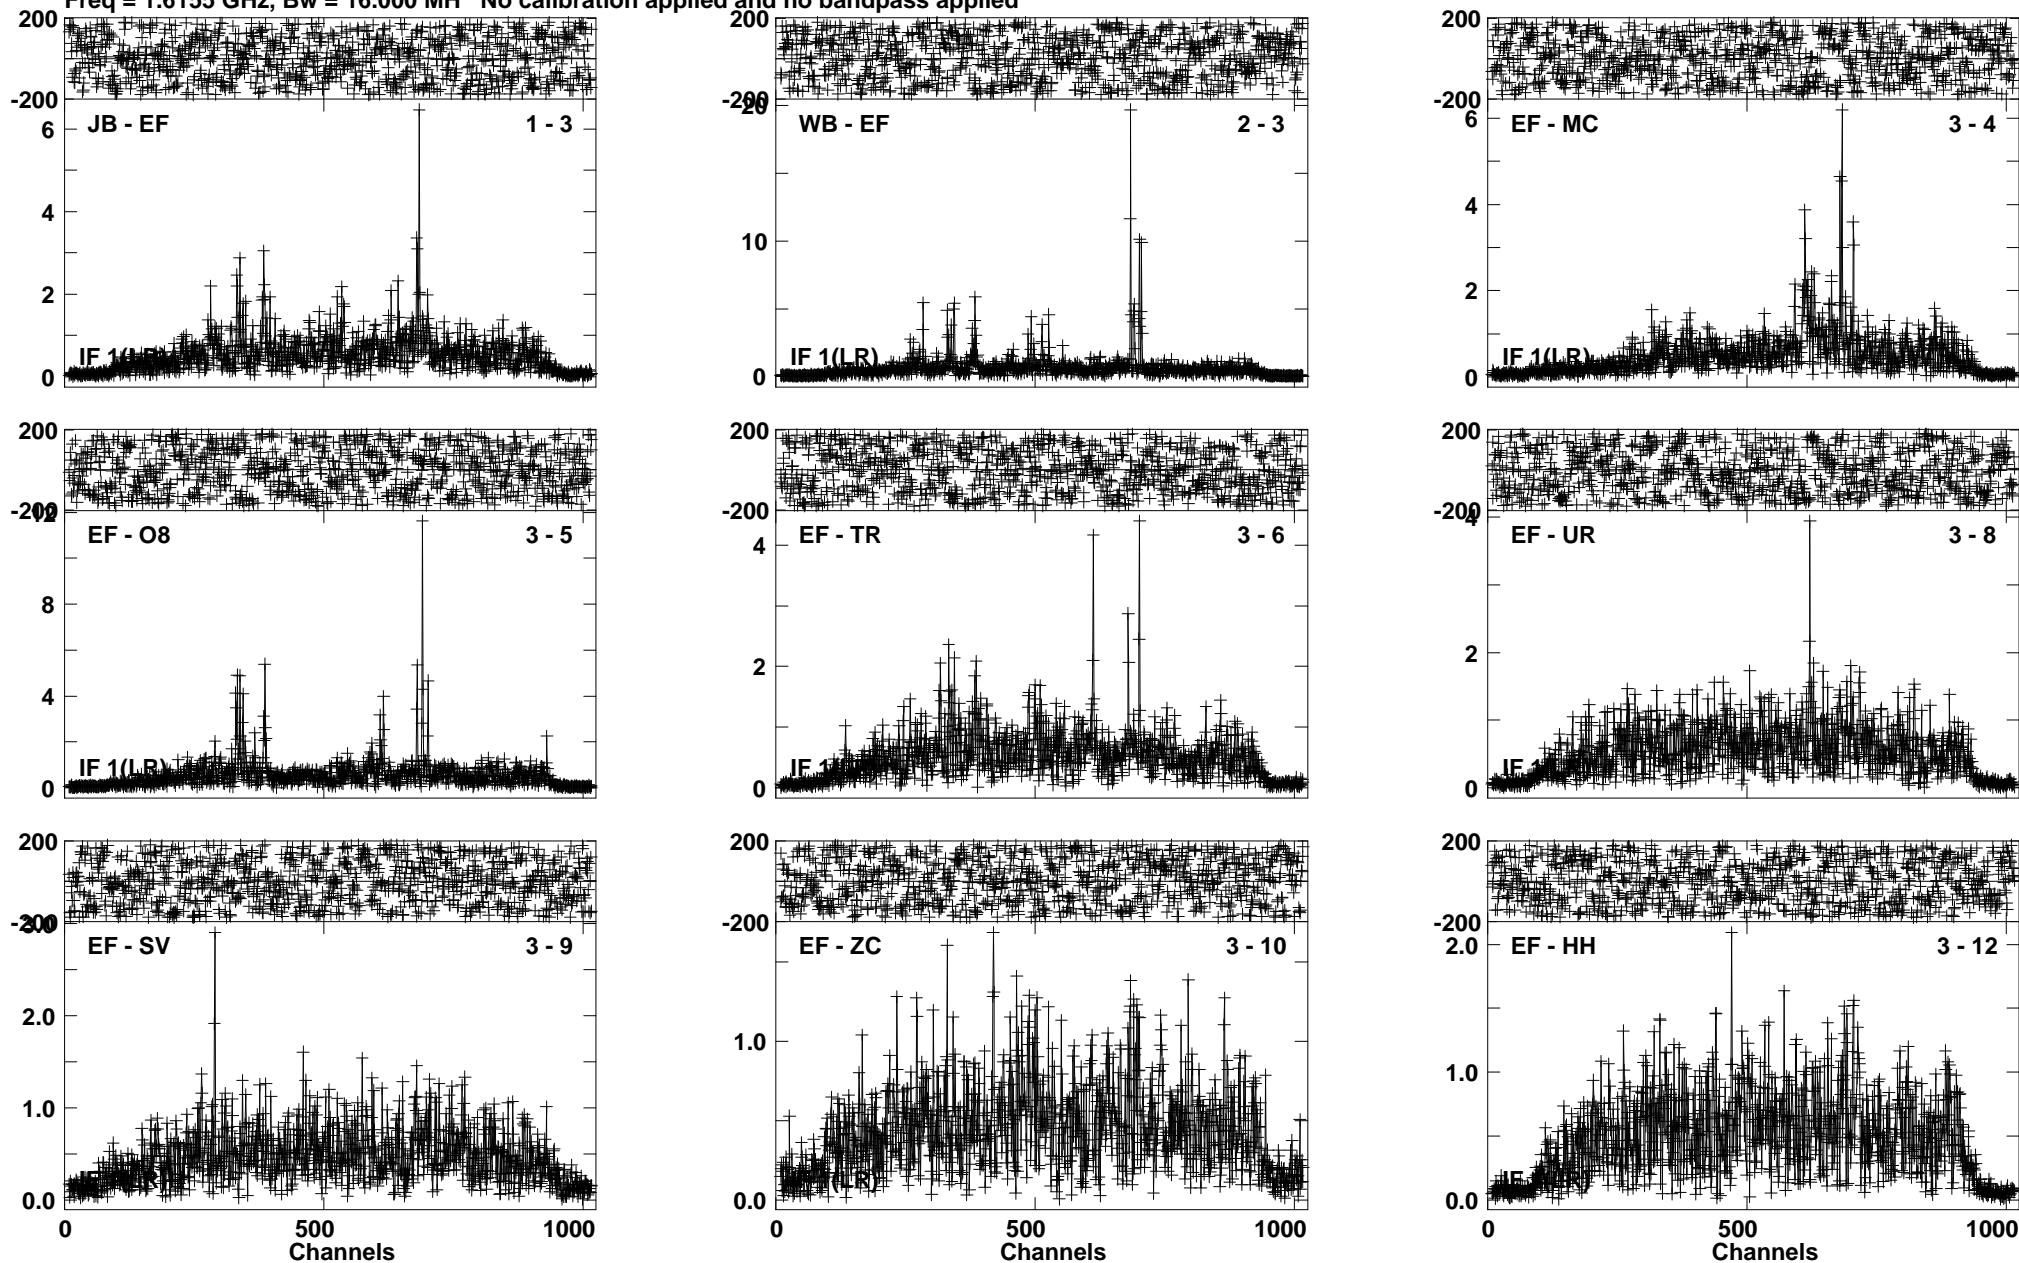 Freq = 1.6155 GHz, Bw = 16.000 MH No calibration applied and no bandpass applied
200 200 200
-200 -200 -200
20
JB - EF 1 - 3 WB - EF 2 - 3 EF - MC 3 - 4
6 6
4 10 4
2 2
IF 1(LR) IF 1(LR) IF 1(LR)
0 0 0
200 200 200
-200 -200 -200
12 4
EF - O8 3 - 5 EF - TR 3 - 6 EF - UR 3 - 8
8 4
4 2 2
IF 1(LR) IF 1 IF 1
0 0 0
200 200 200
-200 -200 -200
3.0
EF - SV 3 - 9 EF - ZC 3 - 10 EF - HH 3 - 12
2.0 2.0
1.0 1.0 1.0
(LR)
0.0 0.0 0.0
0 500 1000 0 500 1000 0 500 1000
Channels Channels Channels